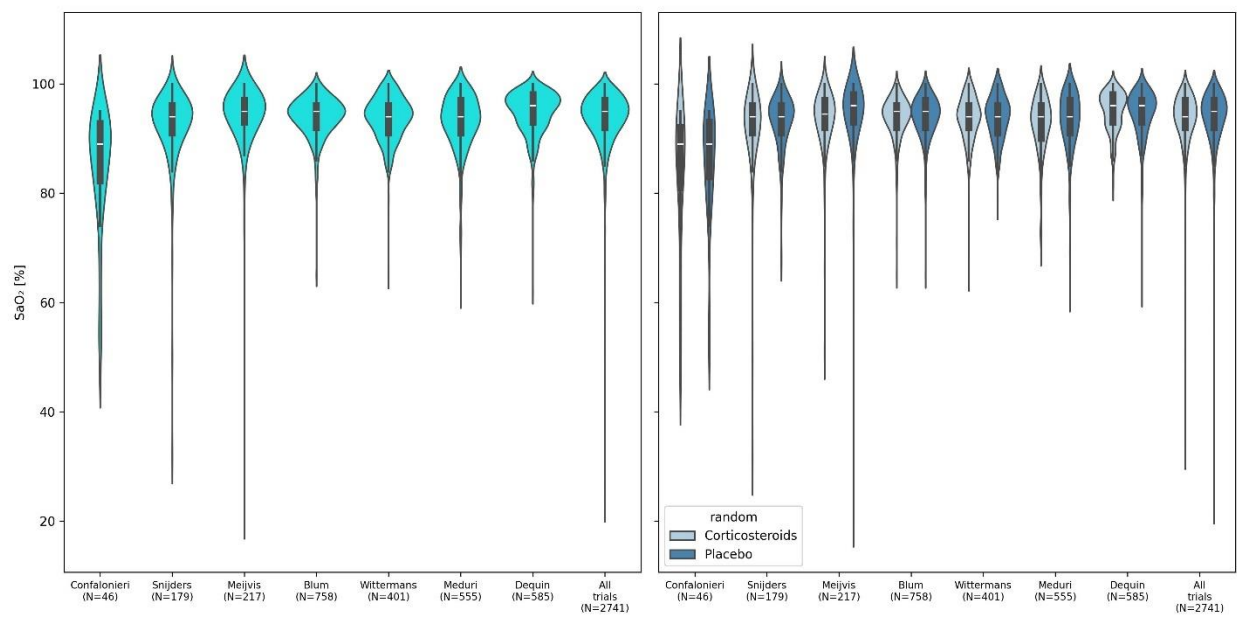 SaO₂ [%]
100
80
60
40
20
Confalonieri
(N=46)
Snijders
(N=179)
Meijvis
(N=217)
Blum
(N=758)
Wittermans
(N=401)
Meduri
(N=555)
Dequin
(N=585)
All
trials
(N=2741)
random
Corticosteroids
Placebo
Confalonieri
(N=46)
Snijders
(N=179)
Meijvis
(N=217)
Blum
(N=758)
Wittermans
(N=401)
Meduri
(N=555)
Dequin
(N=585)
All
trials
(N=2741)